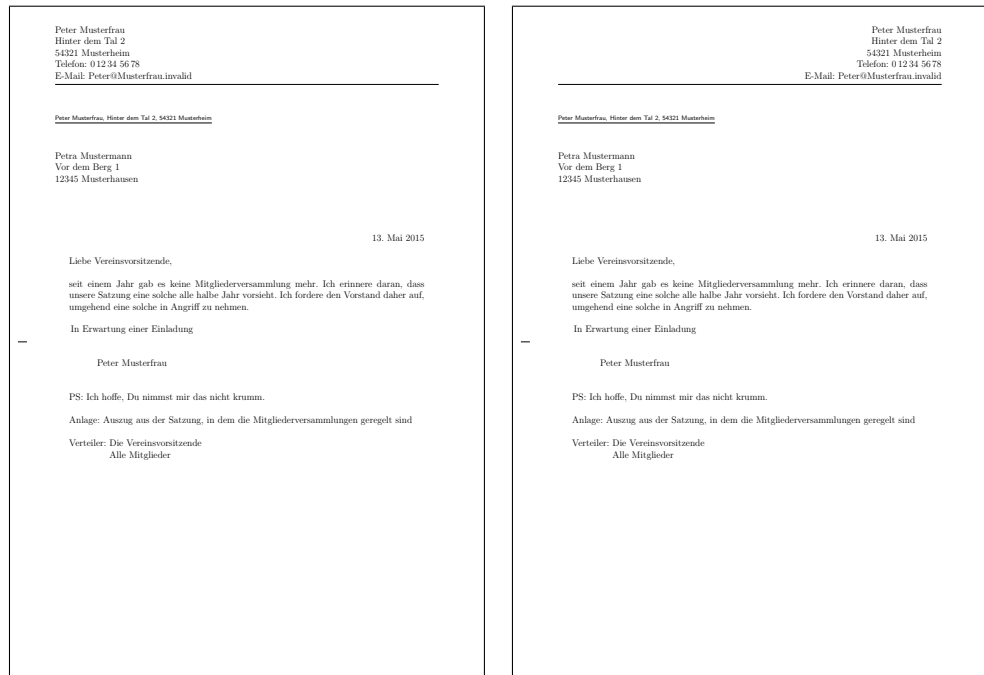 Peter Musterfrau
Hinter dem Tal 2
54321 Musterheim
Telefon: 0 12 34 56 78
E-Mail: Peter@Musterfrau.invalid
Peter Musterfrau, Hinter dem Tal 2, 54321 Musterheim
Petra Mustermann
Vor dem Berg 1
12345 Musterhausen
13. Mai 2015
Liebe Vereinsvorsitzende,
seit einem Jahr gab es keine Mitgliederversammlung mehr. Ich erinnere daran, dass
unsere Satzung eine solche alle halbe Jahr vorsieht. Ich fordere den Vorstand daher auf,
umgehend eine solche in Angriff zu nehmen.
In Erwartung einer Einladung
Peter Musterfrau
PS: Ich hoffe, Du nimmst mir das nicht krumm.
Anlage: Auszug aus der Satzung, in dem die Mitgliederversammlungen geregelt sind
Verteiler: Die Vereinsvorsitzende
Alle Mitglieder
Peter Musterfrau
Hinter dem Tal 2
54321 Musterheim
Telefon: 0 12 34 56 78
E-Mail: Peter@Musterfrau.invalid
Peter Musterfrau, Hinter dem Tal 2, 54321 Musterheim
Petra Mustermann
Vor dem Berg 1
12345 Musterhausen
13. Mai 2015
Liebe Vereinsvorsitzende,
seit einem Jahr gab es keine Mitgliederversammlung mehr. Ich erinnere daran, dass
unsere Satzung eine solche alle halbe Jahr vorsieht. Ich fordere den Vorstand daher auf,
umgehend eine solche in Angriff zu nehmen.
In Erwartung einer Einladung
Peter Musterfrau
PS: Ich hoffe, Du nimmst mir das nicht krumm.
Anlage: Auszug aus der Satzung, in dem die Mitgliederversammlungen geregelt sind
Verteiler: Die Vereinsvorsitzende
Alle Mitglieder